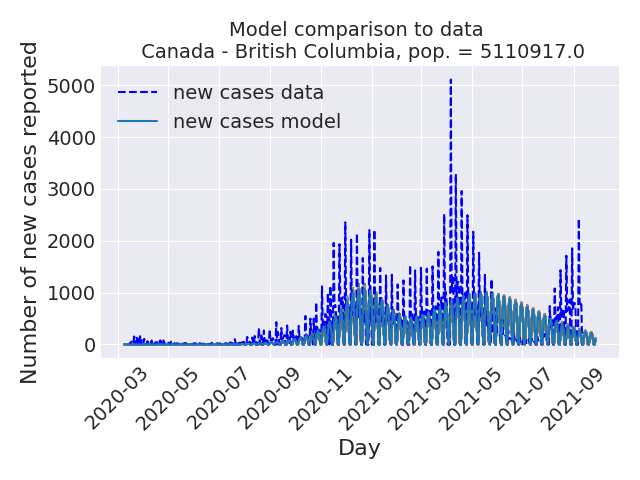 Model comparison to data
Canada - British Columbia, pop. = 5110917.0
Number of new cases reported
5000
4000
3000
2000
1000
0
new cases data
new cases model
2020-03
2020-05
2020-07
2020-09
2020-11
2021-01
2021-03
2021-05
2021-07
2021-09
Day